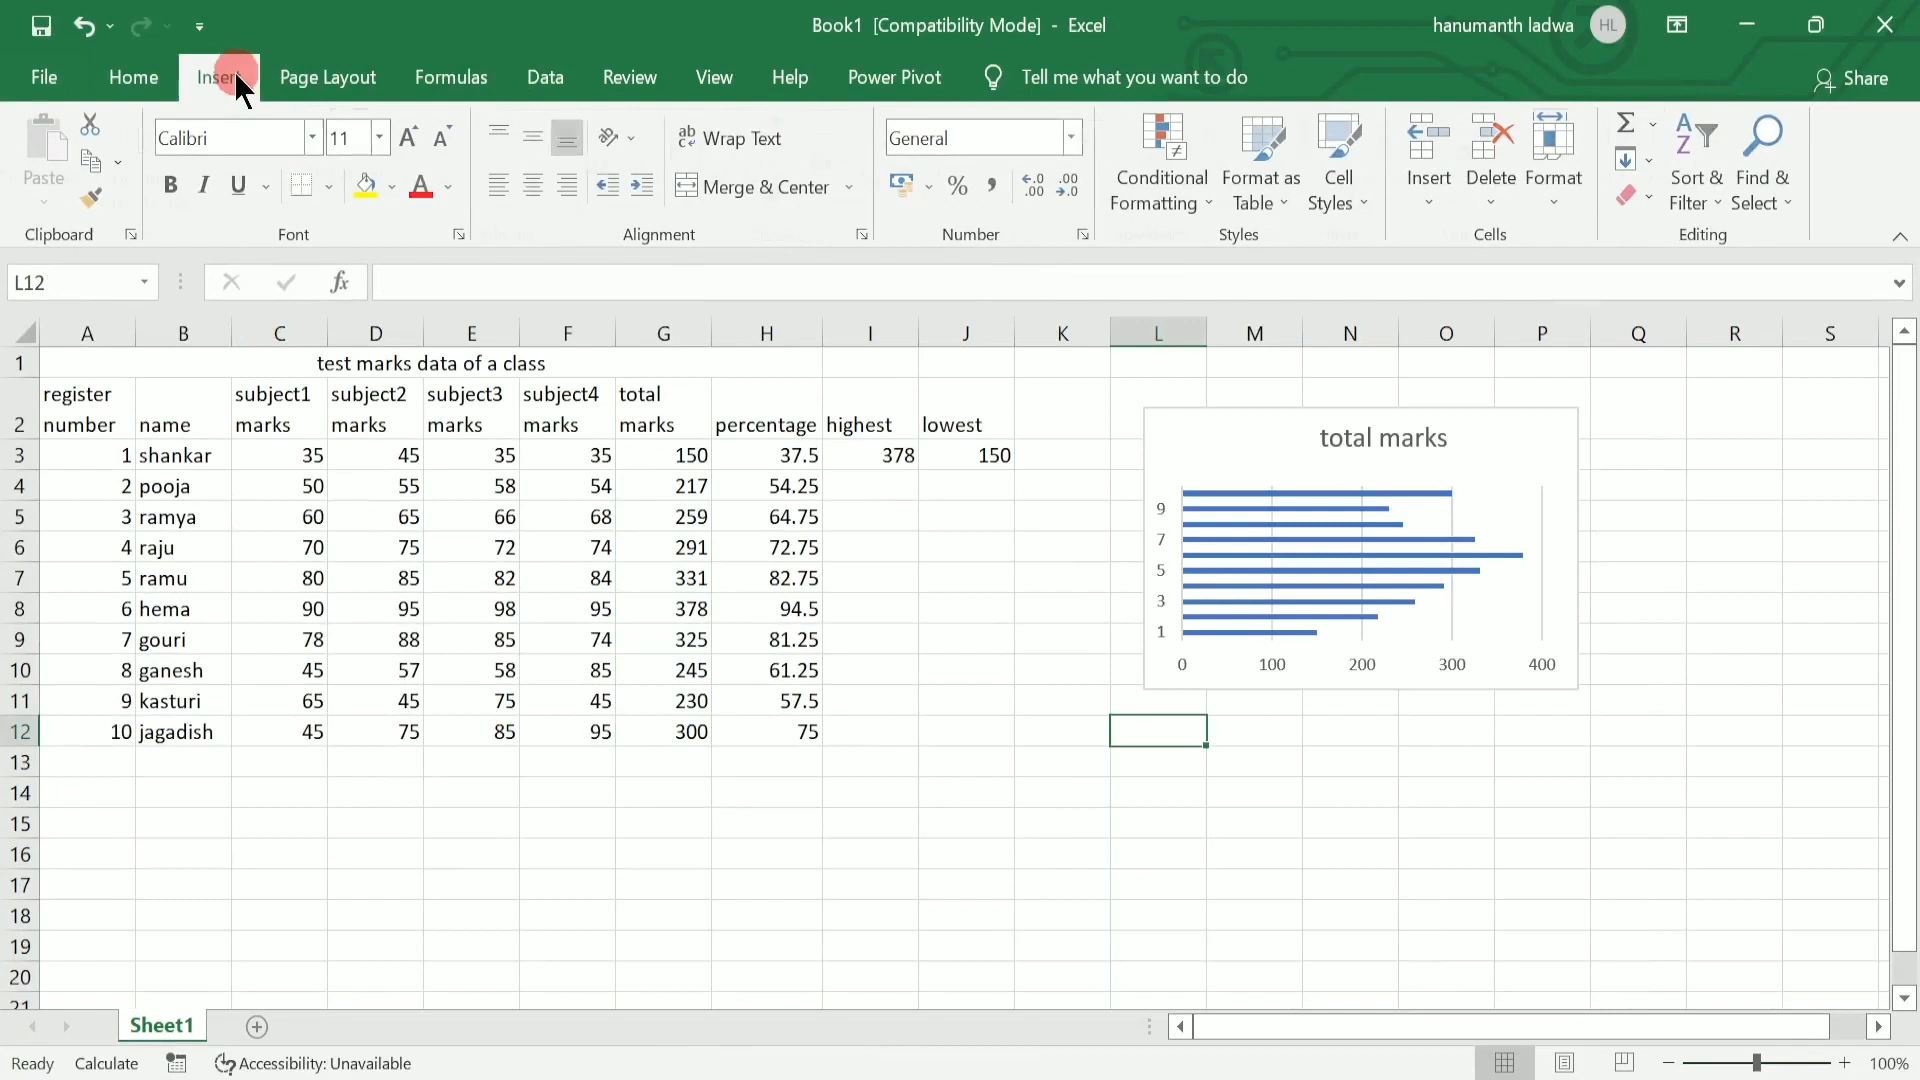 Book1 [Compatibility Mode] - Excel
hanumanth ladwa HL
File Home Insert Page Layout Formulas Data Review View Help Power Pivot Tell me what you want to do Share
Paste
Clipboard
Calibri 11
B I U A
Font
ab Wrap Text
Merge & Center
Alignment
General
% ,
Number
Conditional Formatting
Format as Table
Cell Styles
Styles
Insert Delete Format
Cells
Sort & Filter
Find & Select
Editing
L12 fx
A B C D E F G H I J K L M N O P Q R S
1 test marks data of a class
2 register number name subject1 marks subject2 marks subject3 marks subject4 marks total marks percentage highest lowest
3 1 shankar 35 45 35 35 150 37.5 378 150
4 2 pooja 50 55 58 54 217 54.25
5 3 ramya 60 65 66 68 259 64.75
6 4 raju 70 75 72 74 291 72.75
7 5 ramu 80 85 82 84 331 82.75
8 6 hema 90 95 98 95 378 94.5
9 7 gouri 78 88 85 74 325 81.25
10 8 ganesh 45 57 58 85 245 61.25
11 9 kasturi 65 45 75 45 230 57.5
12 10 jagadish 45 75 85 95 300 75
13
14
15
16
17
18
19
20
21
total marks
9
7
5
3
1
0 100 200 300 400
Sheet1
Ready Calculate Accessibility: Unavailable 100%